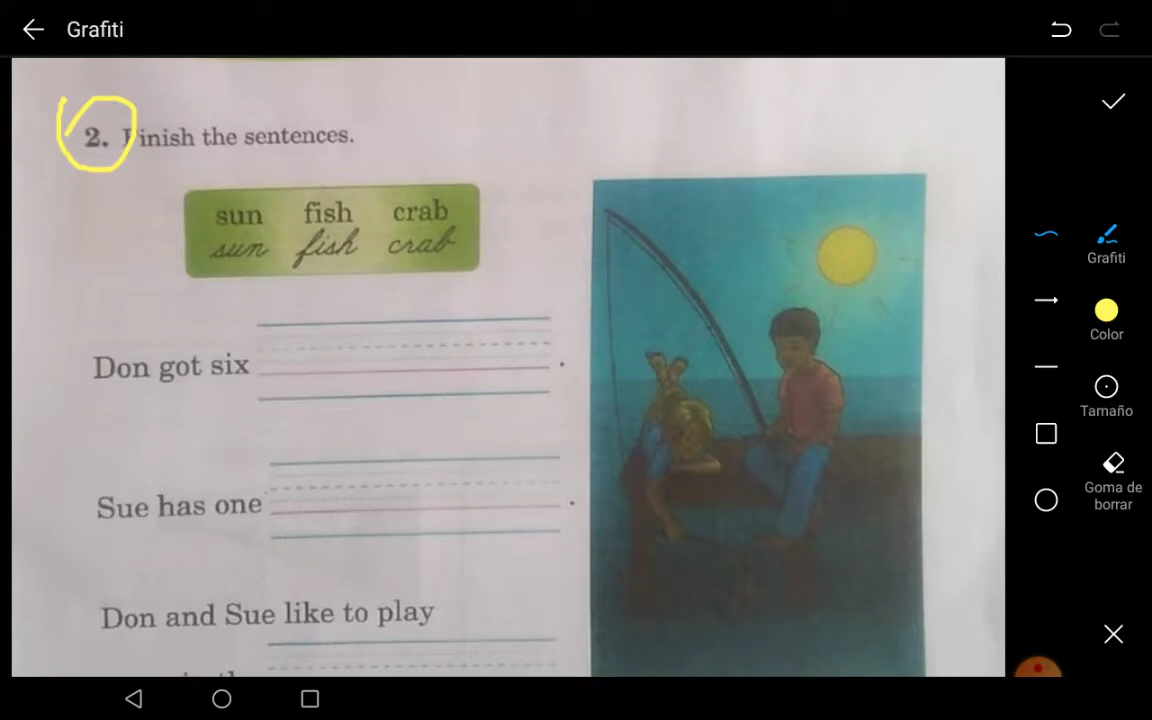 Grafiti
2. Finish the sentences.
sun fish crab
sun fish crab
Don got six .
Sue has one .
Don and Sue like to play
Grafiti
Color
Tamaño
Goma de
borrar